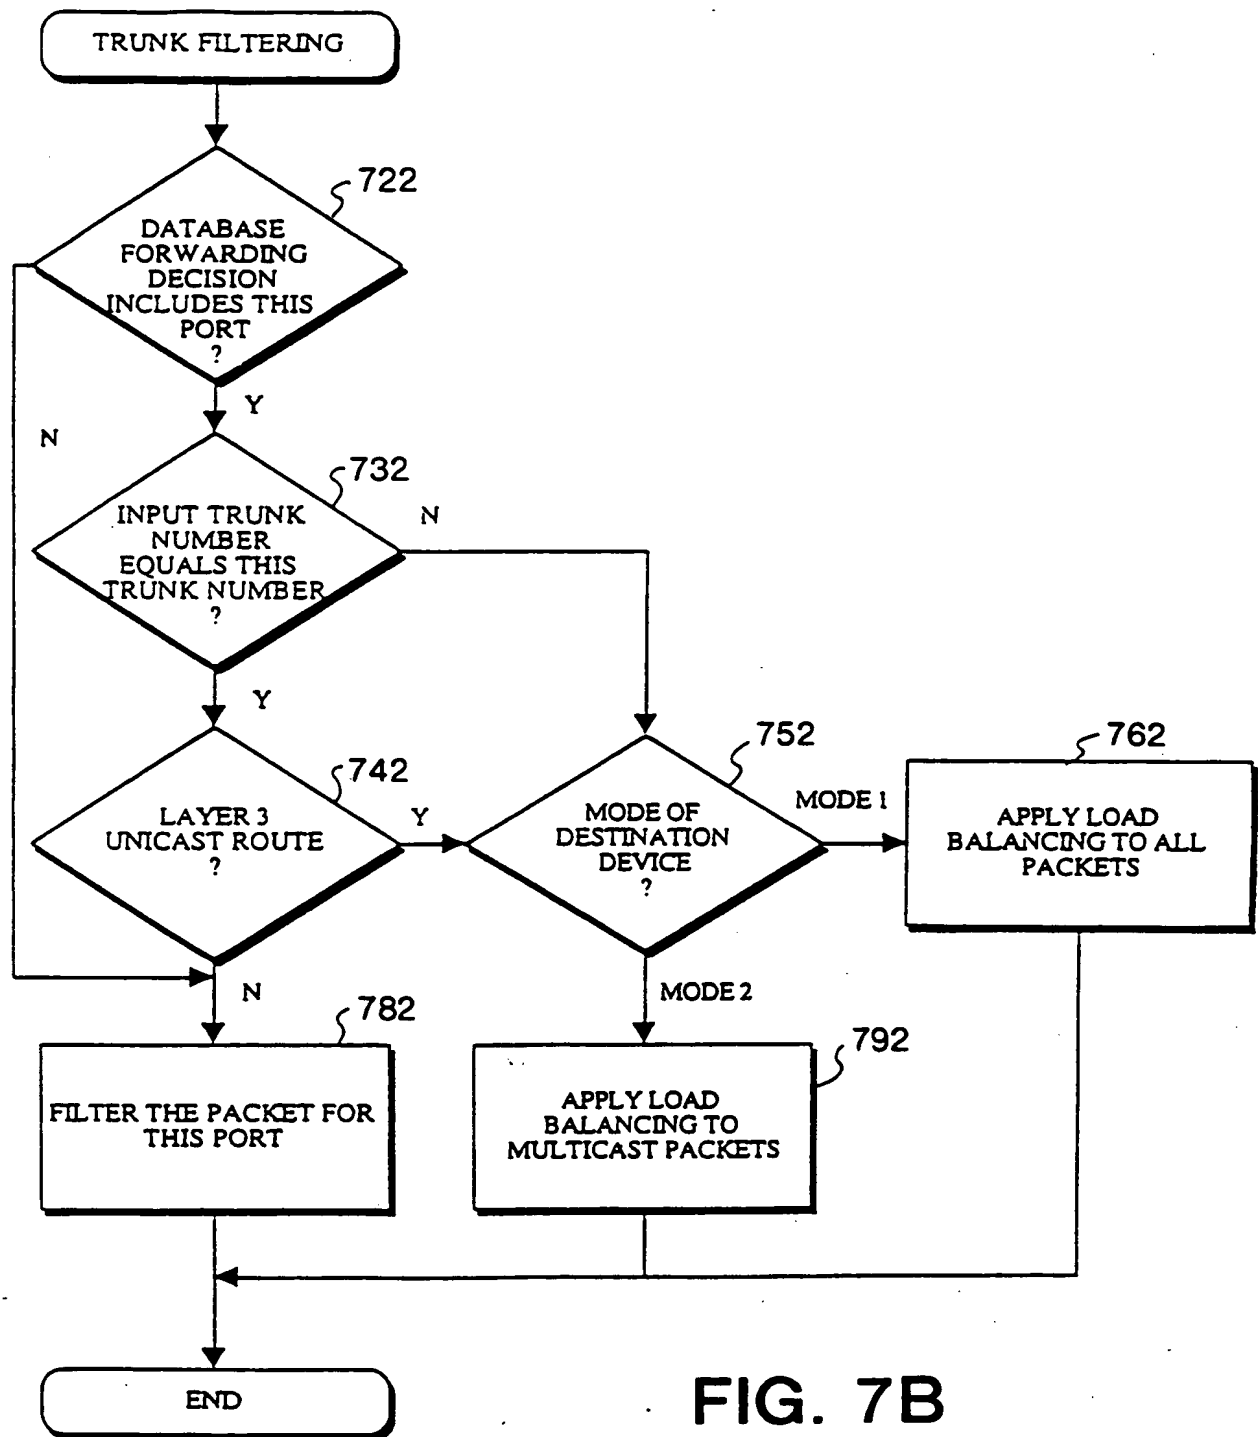 TRUNK FILTERING
722
DATABASE
FORWARDING
DECISION
INCLUDES THIS
PORT
?
Y
N
732
INPUT TRUNK
NUMBER
EQUALS THIS
TRUNK NUMBER
?
N
Y
742
LAYER 3
UNICAST ROUTE
?
Y
752
MODE OF
DESTINATION
DEVICE
?
MODE 1
762
APPLY LOAD
BALANCING TO ALL
PACKETS
N
MODE 2
782
FILTER THE PACKET FOR
THIS PORT
792
APPLY LOAD
BALANCING TO
MULTICAST PACKETS
END
FIG. 7B